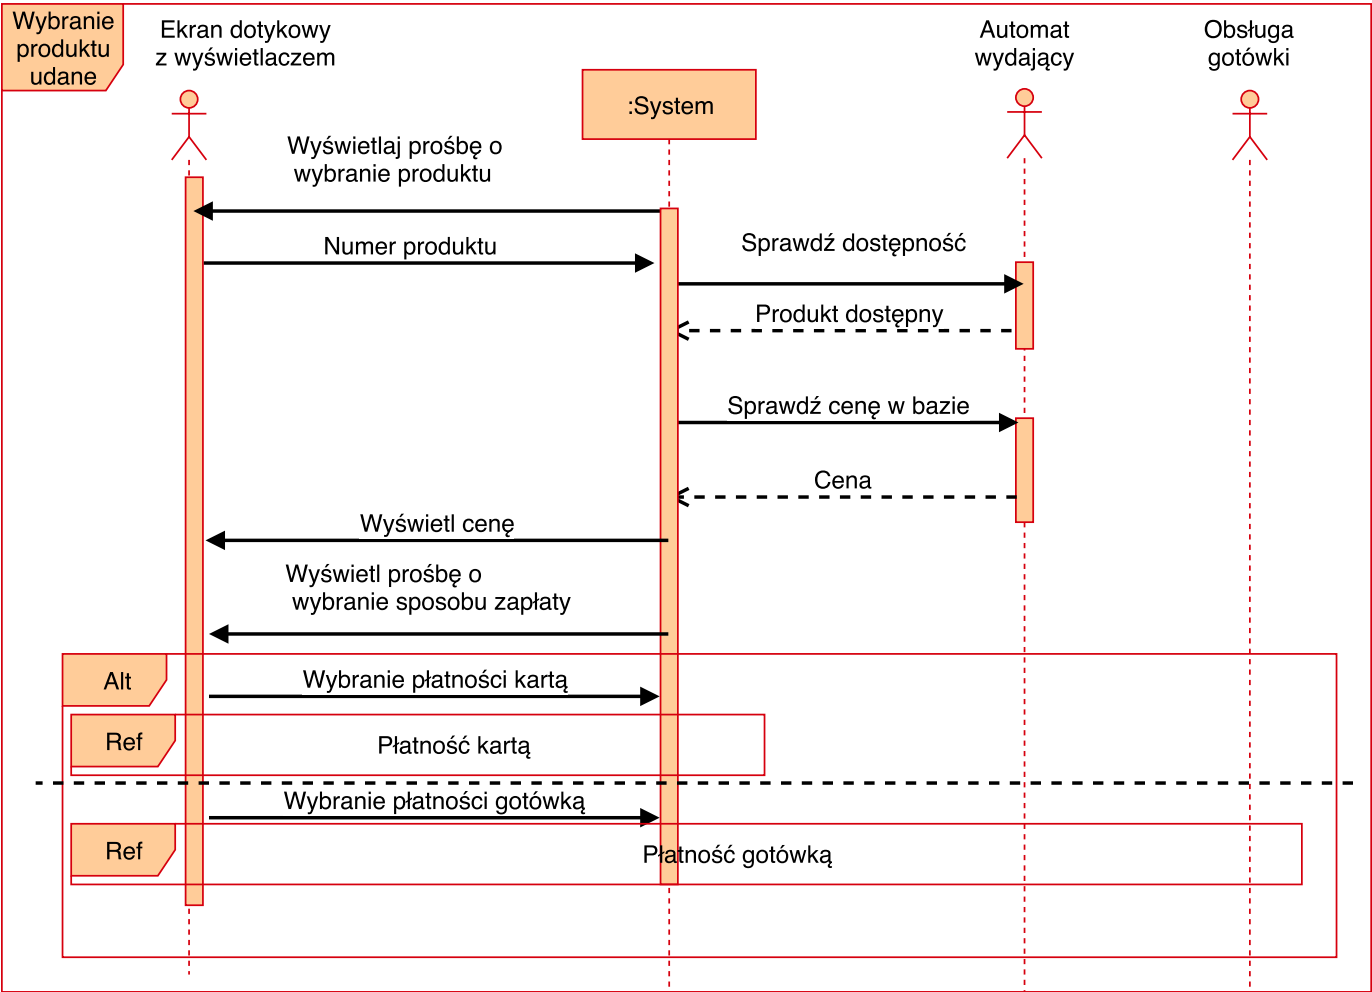 Wybranie
produktu
udane
Ekran dotykowy
z wyświetlaczem
:System
Automat
wydający
Obsługa
gotówki
Wyświetlaj prośbę o
wybranie produktu
Numer produktu
Sprawdź dostępność
Produkt dostępny
Sprawdź cenę w bazie
Cena
Wyświetl cenę
Wyświetl prośbę o
wybranie sposobu zapłaty
Alt
Wybranie płatności kartą
Ref
Płatność kartą
Wybranie płatności gotówką
Ref
Płatność gotówką